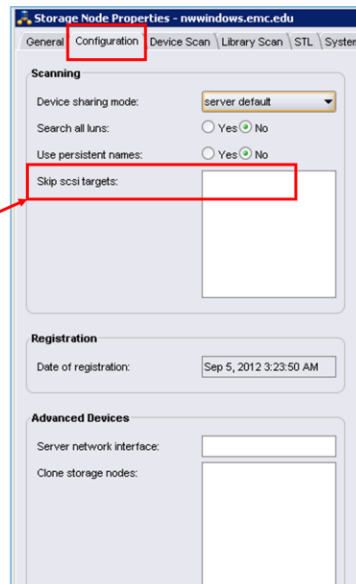 Storage Node Properties - nwwindows.emc.edu
General Configuration Device Scan Library Scan STL
Scanning
Device sharing mode: server default
Search all luns: Yes No
Use persistent names: Yes No
Skip scsi targets:
Registration
Date of registration: Sep 5, 2012 3:23:50 AM
Advanced Devices
Server network interface:
Clone storage nodes: